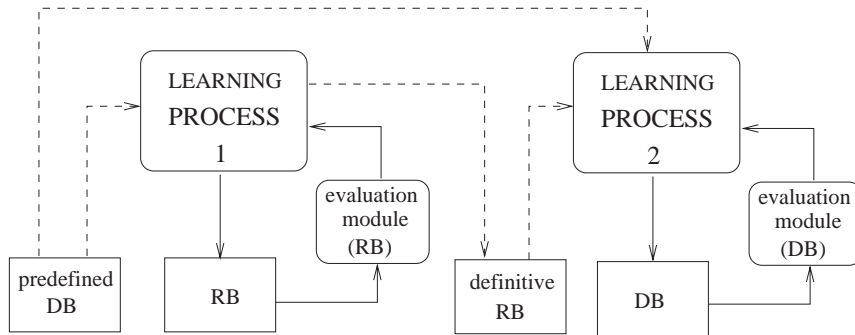 LEARNING
PROCESS
1
LEARNING
PROCESS
2
evaluation
module
(RB)
evaluation
module
(DB)
predefined
DB
RB
definitive
RB
DB